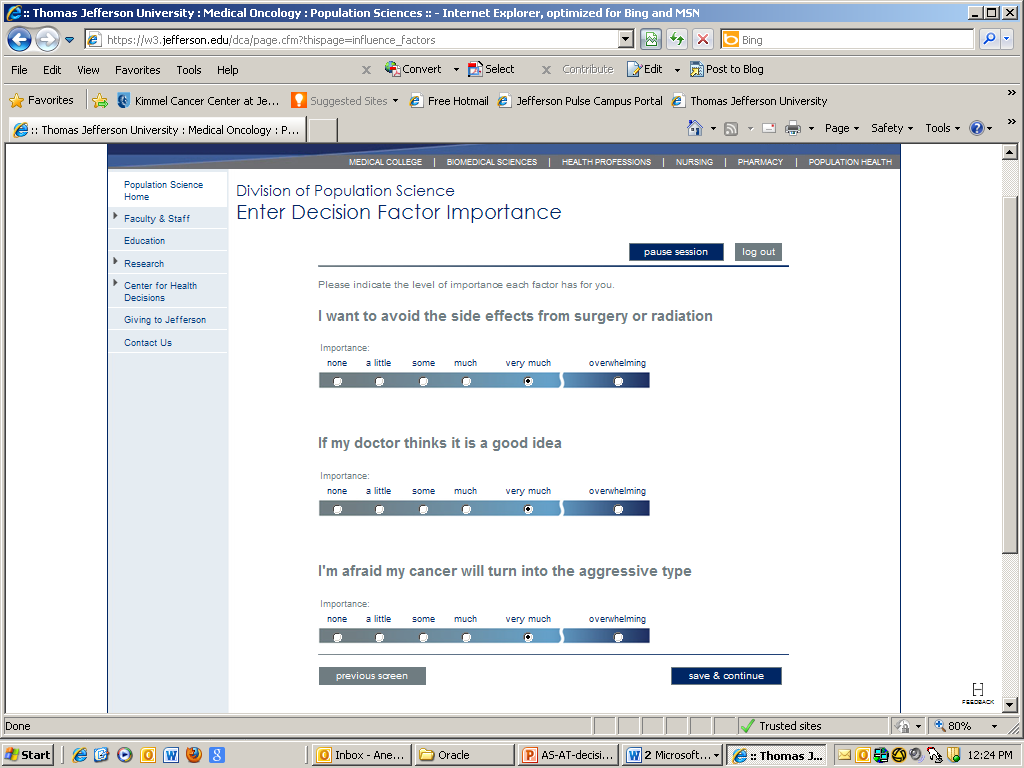 :: Thomas Jefferson University : Medical Oncology : Population Sciences :: - Internet Explorer, optimized for Bing and MSN
https://w3.jefferson.edu/dca/page.cfm?thispage=influence_factors
Bing
File Edit View Favorites Tools Help
x Convert Select
x Contribute Edit Post to Blog
Favorites
Kimmel Cancer Center at Je... Suggested Sites Free Hotmail Jefferson Pulse Campus Portal Thomas Jefferson University
:: Thomas Jefferson University : Medical Oncology : P...
Page Safety Tools
MEDICAL COLLEGE | BIOMEDICAL SCIENCES | HEALTH PROFESSIONS | NURSING | PHARMACY | POPULATION HEALTH
Population Science
Home
Faculty & Staff
Education
Research
Center for Health
Decisions
Giving to Jefferson
Contact Us
Division of Population Science
Enter Decision Factor Importance
pause session log out
Please indicate the level of importance each factor has for you.
I want to avoid the side effects from surgery or radiation
Importance:
none a little some much very much overwhelming
If my doctor thinks it is a good idea
Importance:
none a little some much very much overwhelming
I'm afraid my cancer will turn into the aggressive type
Importance:
none a little some much very much overwhelming
previous screen save & continue
[-]
FEEDBACK
Done Trusted sites 80%
Start Inbox - Ane... Oracle AS-AT-decisi... 2 Microsoft... :: Thomas J... 12:24 PM